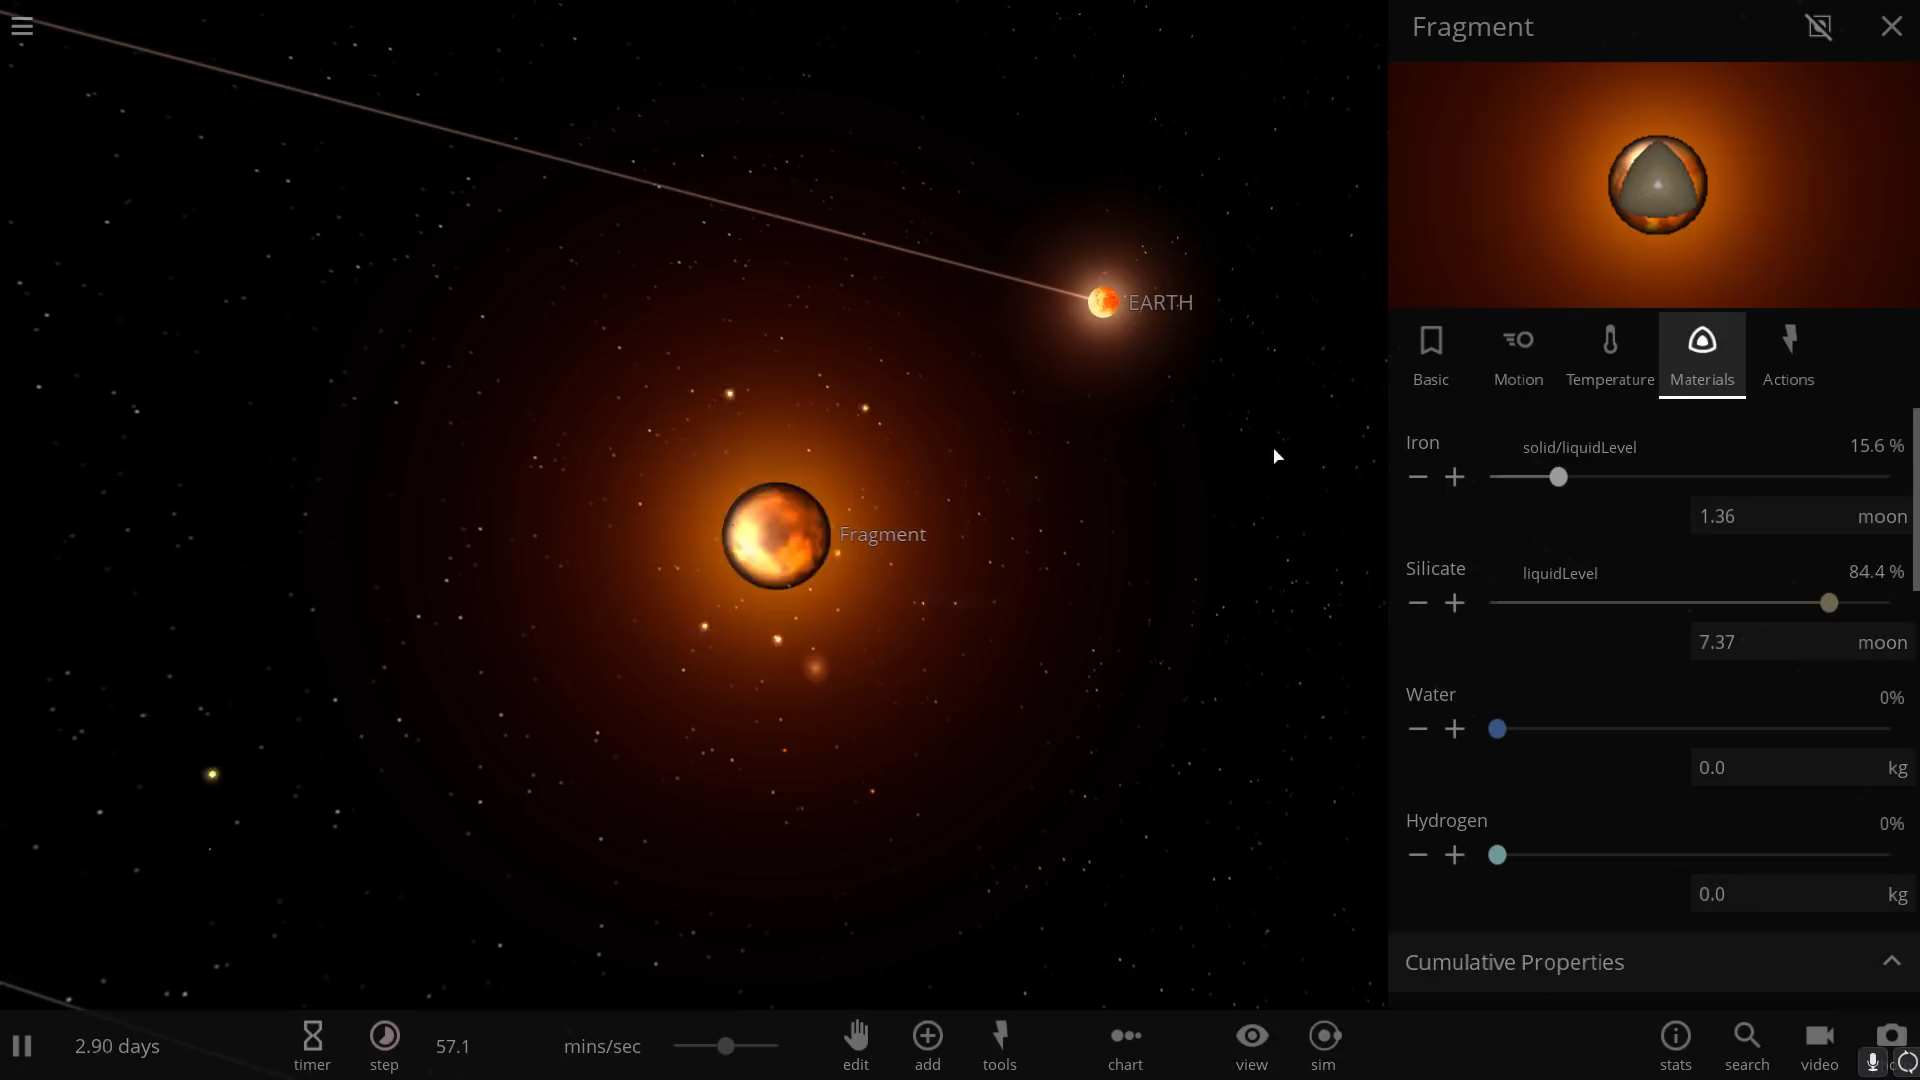 Fragment
EARTH
Fragment
Basic
Motion
Temperature
Materials
Actions
Iron
solid/liquidLevel
15.6 %
1.36
moon
Silicate
liquidLevel
84.4 %
7.37
moon
Water
0%
0.0
kg
Hydrogen
0%
0.0
kg
Cumulative Properties
2.90 days
timer
step
57.1
mins/sec
edit
add
tools
chart
view
sim
stats
search
video